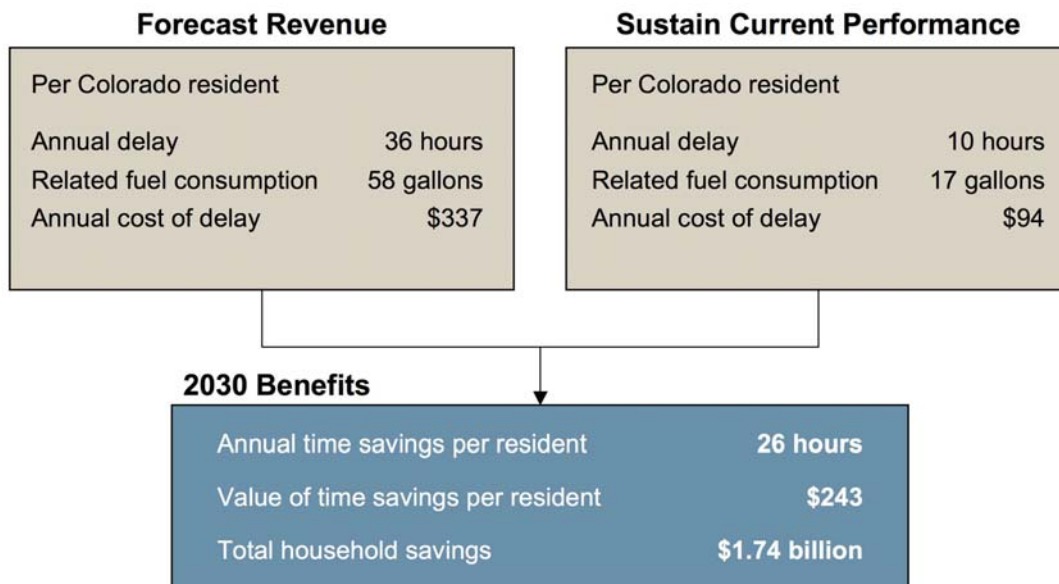 Forecast Revenue
Per Colorado resident
Annual delay 36 hours
Related fuel consumption 58 gallons
Annual cost of delay $337
Sustain Current Performance
Per Colorado resident
Annual delay 10 hours
Related fuel consumption 17 gallons
Annual cost of delay $94
2030 Benefits
Annual time savings per resident 26 hours
Value of time savings per resident $243
Total household savings $1.74 billion